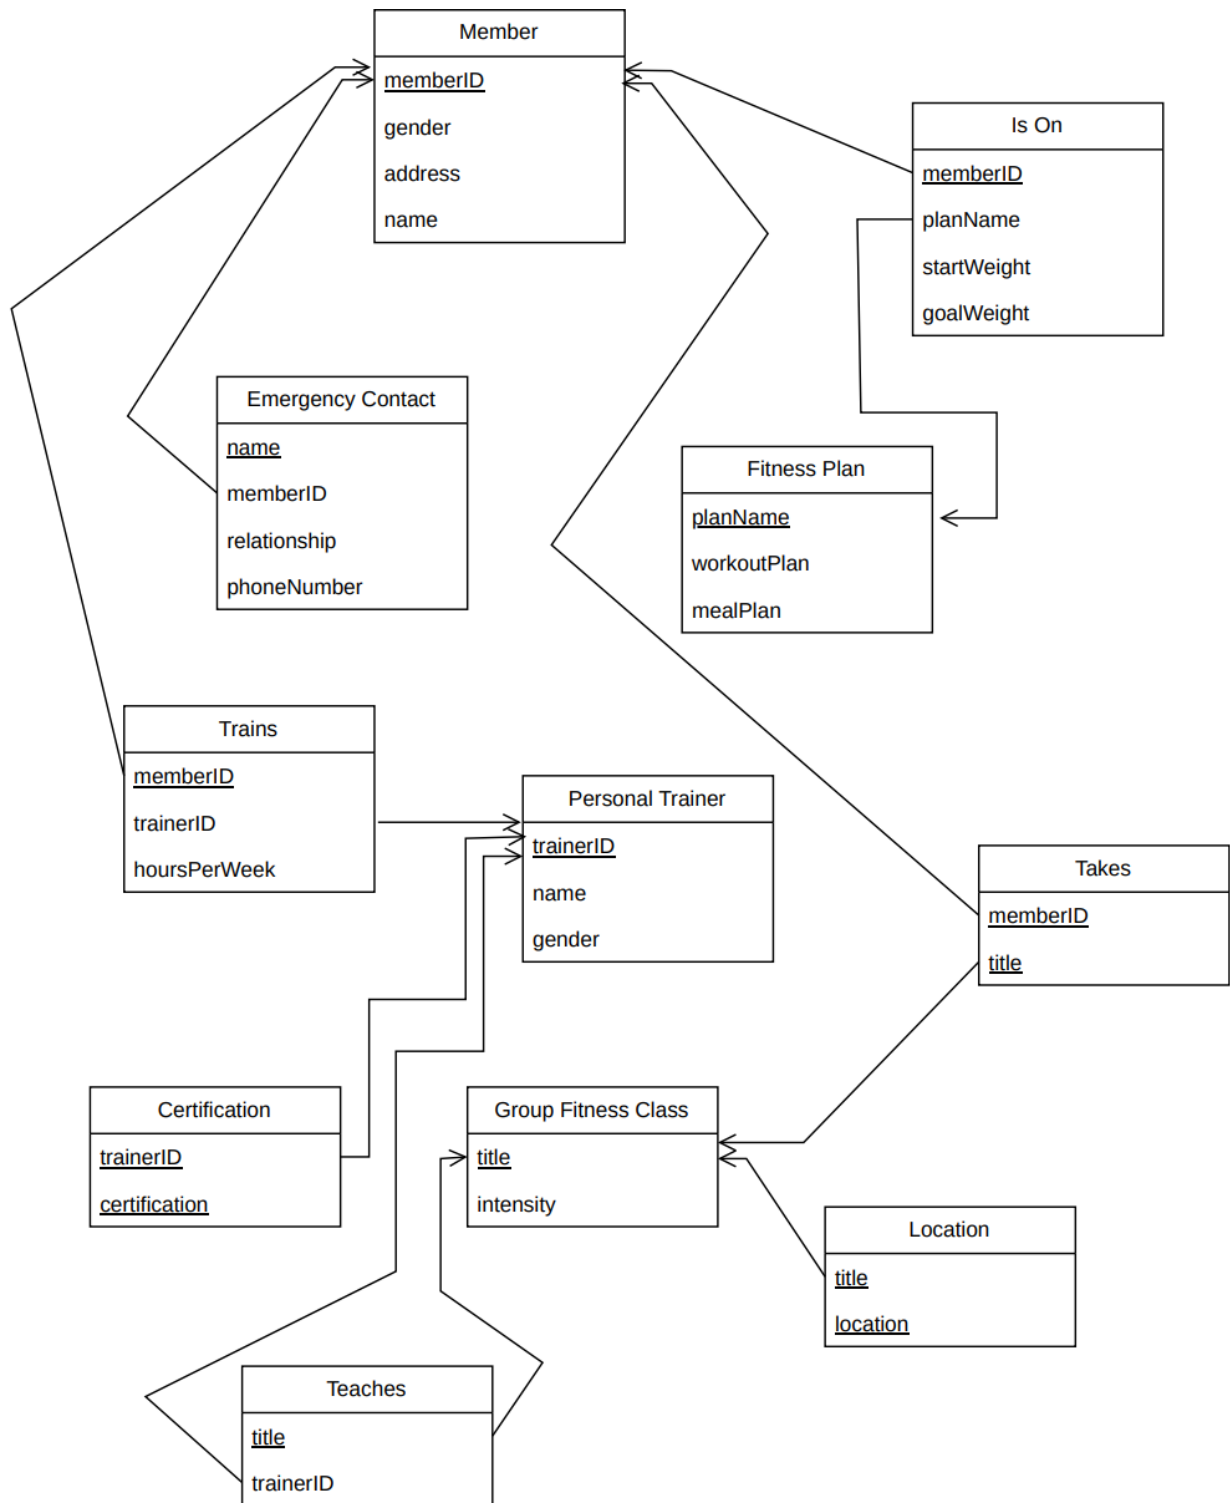 Member
memberID
gender
address
name
Is On
memberID
planName
startWeight
goalWeight
Emergency Contact
name
memberID
relationship
phoneNumber
Fitness Plan
planName
workoutPlan
mealPlan
Trains
memberID
trainerID
hoursPerWeek
Personal Trainer
trainerID
name
gender
Takes
memberID
title
Certification
trainerID
certification
Group Fitness Class
title
intensity
Location
title
location
Teaches
title
trainerID